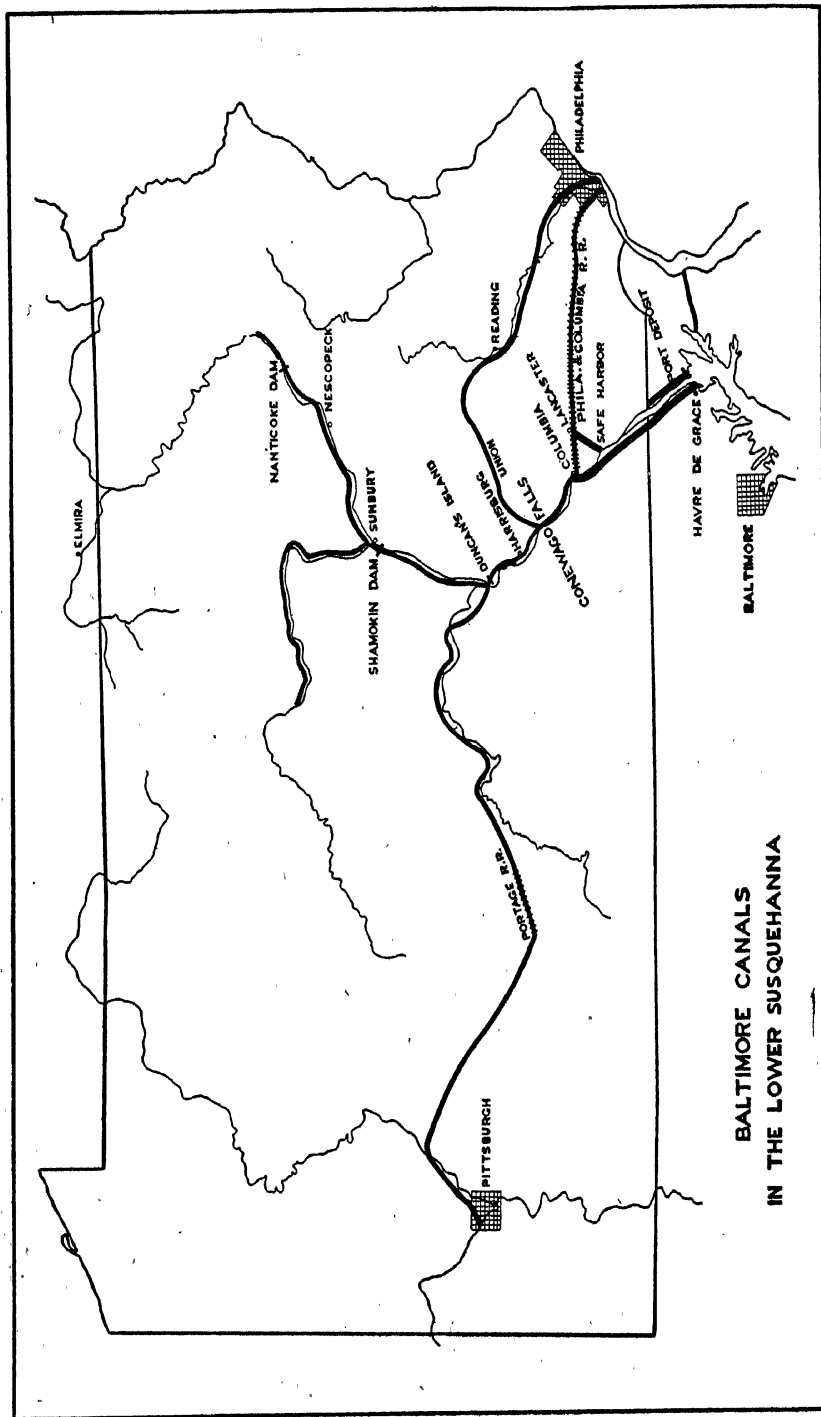 BALTIMORE CANALS
IN THE LOWER SUSQUEHANNA
ELMIRA
NANTICOKE DAM
NESCOPECK
SHAMOKIN DAM
SUNBURY
DUNCAN'S ISLAND
HARRISBURG
UNION
CONEWAGO FALLS
COLUMBIA
LANCASTER
READING
PHILA. & COLUMBIA R. R.
PHILADELPHIA
SAFE HARBOR
PORT DEPOSIT
HAVRE DE GRACE
BALTIMORE
PORTAGE R.R.
PITTSBURGH